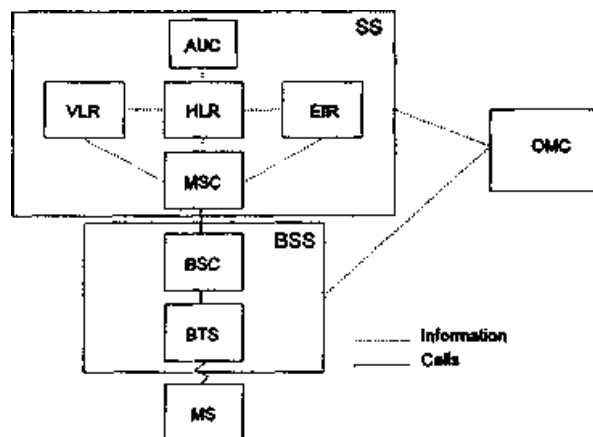 SS
AUC
VLR
HLR
EIR
OMC
MSC
BSS
BSC
BTS
Information
Calls
MS